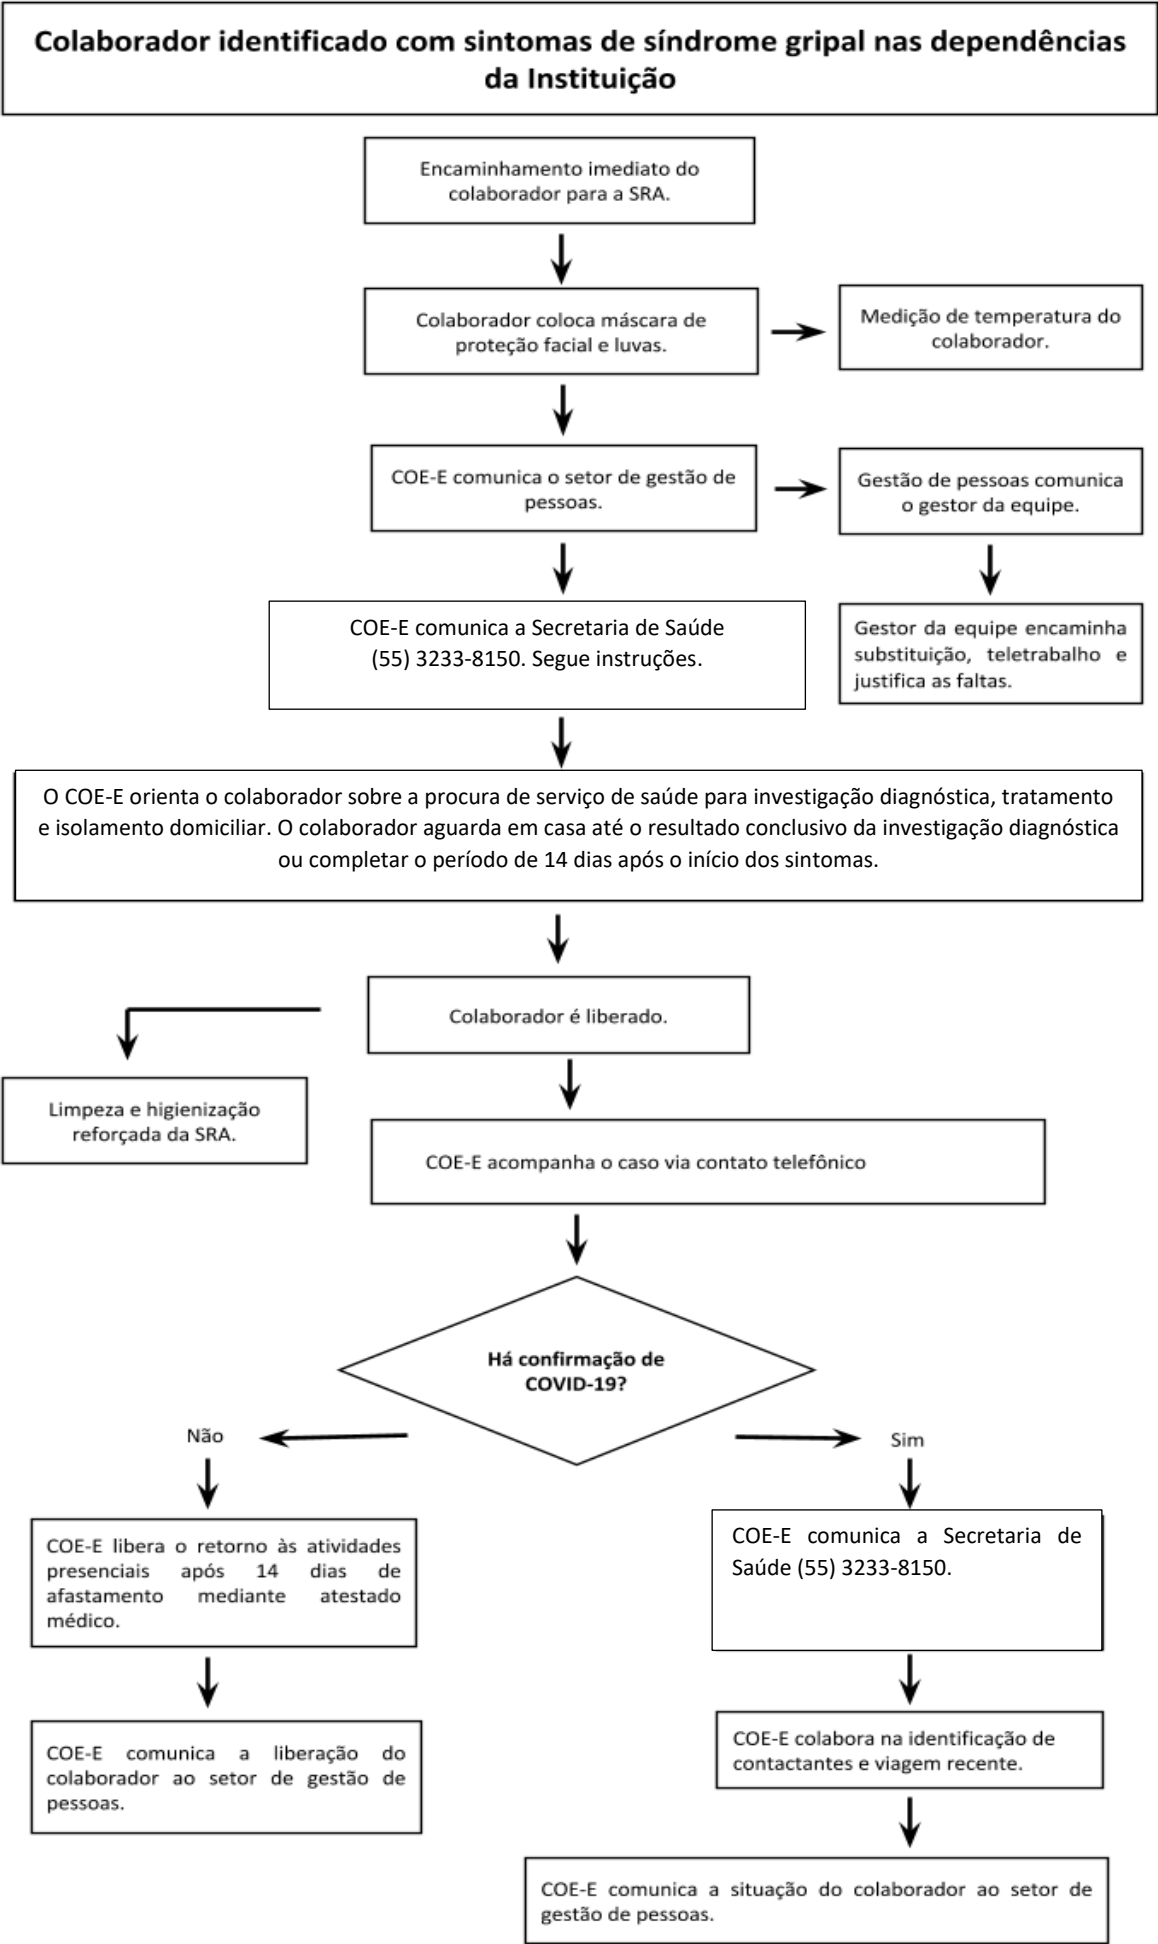 Colaborador identificado com sintomas de síndrome gripal nas dependências
da Instituição
Encaminhamento imediato do
colaborador para a SRA.
Colaborador coloca máscara de
proteção facial e luvas.
Medição de temperatura do
colaborador.
COE-E comunica o setor de gestão de
pessoas.
Gestão de pessoas comunica
o gestor da equipe.
COE-E comunica a Secretaria de Saúde
(55) 3233-8150. Segue instruções.
Gestor da equipe encaminha
substituição, teletrabalho e
justifica as faltas.
O COE-E orienta o colaborador sobre a procura de serviço de saúde para investigação diagnóstica, tratamento
e isolamento domiciliar. O colaborador aguarda em casa até o resultado conclusivo da investigação diagnóstica
ou completar o período de 14 dias após o início dos sintomas.
Colaborador é liberado.
Limpeza e higienização
reforçada da SRA.
COE-E acompanha o caso via contato telefônico
Há confirmação de
COVID-19?
Não
Sim
COE-E libera o retorno às atividades
presenciais após 14 dias de
afastamento mediante atestado
médico.
COE-E comunica a Secretaria de
Saúde (55) 3233-8150.
COE-E comunica a liberação do
colaborador ao setor de gestão de
pessoas.
COE-E colabora na identificação de
contactantes e viagem recente.
COE-E comunica a situação do colaborador ao setor de
gestão de pessoas.